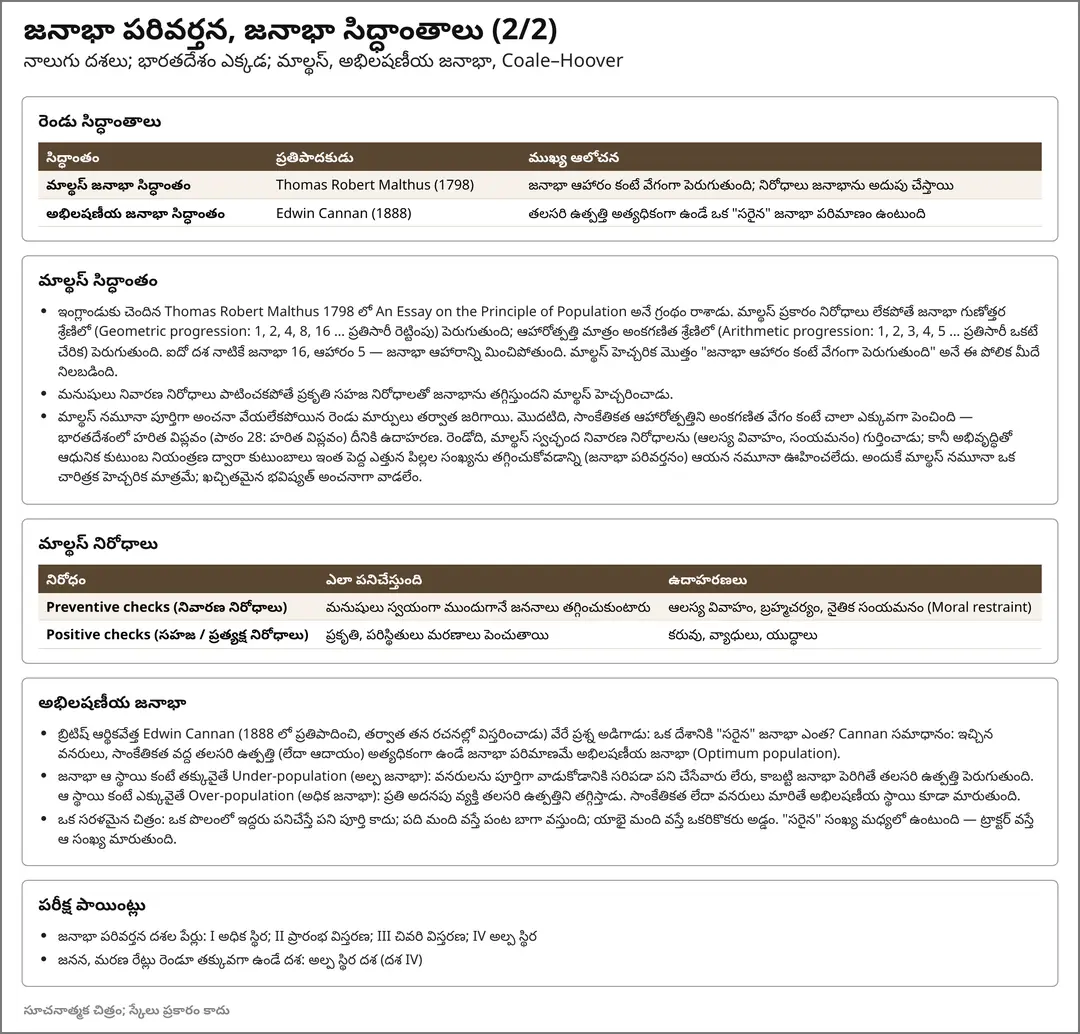 జనాభా పరివర్తన, జనాభా సిద్ధాంతాలు (2/2)
నాలుగు దశలు; భారతదేశం ఎక్కడ; మాల్థస్, అభిలషణీయ జనాభా, Coale–Hoover
రెండు సిద్ధాంతాలు
సిద్ధాంతం ప్రతిపాదకుడు ముఖ్య ఆలోచన
మాల్థస్ జనాభా సిద్ధాంతం Thomas Robert Malthus (1798) జనాభా ఆహారం కంటే వేగంగా పెరుగుతుంది; నిరోధాలు జనాభాను అదుపు చేస్తాయి
అభిలషణీయ జనాభా సిద్ధాంతం Edwin Cannan (1888) తలసరి ఉత్పత్తి అత్యధికంగా ఉండే ఒక "సరైన" జనాభా పరిమాణం ఉంటుంది
మాల్థస్ సిద్ధాంతం
• ఇంగ్లాండుకు చెందిన Thomas Robert Malthus 1798 లో An Essay on the Principle of Population అనే గ్రంథం రాశాడు. మాల్థస్ ప్రకారం నిరోధాలు లేకపోతే జనాభా గుణోత్తర
శ్రేణిలో (Geometric progression: 1, 2, 4, 8, 16 ... ప్రతిసారీ రెట్టింపు) పెరుగుతుంది; ఆహారోత్పత్తి మాత్రం అంకగణిత శ్రేణిలో (Arithmetic progression: 1, 2, 3, 4, 5 ... ప్రతిసారీ ఒకటే
చేరిక) పెరుగుతుంది. ఐదో దశ నాటికే జనాభా 16, ఆహారం 5 — జనాభా ఆహారాన్ని మించిపోతుంది. మాల్థస్ హెచ్చరిక మొత్తం "జనాభా ఆహారం కంటే వేగంగా పెరుగుతుంది" అనే ఈ పోలిక మీదే
నిలబడింది.
• మనుషులు నివారణ నిరోధాలు పాటించకపోతే ప్రకృతి సహజ నిరోధాలతో జనాభాను తగ్గిస్తుందని మాల్థస్ హెచ్చరించాడు.
• మాల్థస్ నమూనా పూర్తిగా అంచనా వేయలేకపోయిన రెండు మార్పులు తర్వాత జరిగాయి. మొదటిది, సాంకేతికత ఆహారోత్పత్తిని అంకగణిత వేగం కంటే చాలా ఎక్కువగా పెంచింది —
భారతదేశంలో హరిత విప్లవం (పాఠం 28: హరిత విప్లవం) దీనికి ఉదాహరణ. రెండోది, మాల్థస్ స్వచ్ఛంద నివారణ నిరోధాలను (ఆలస్య వివాహం, సంయమనం) గుర్తించాడు; కానీ అభివృద్ధితో
ఆధునిక కుటుంబ నియంత్రణ ద్వారా కుటుంబాలు ఇంత పెద్ద ఎత్తున పిల్లల సంఖ్యను తగ్గించుకోవడాన్ని (జనాభా పరివర్తనం) ఆయన నమూనా ఊహించలేదు. అందుకే మాల్థస్ నమూనా ఒక
చారిత్రక హెచ్చరిక మాత్రమే; ఖచ్చితమైన భవిష్యత్ అంచనాగా వాడలేం.
మాల్థస్ నిరోధాలు
నిరోధం ఎలా పనిచేస్తుంది ఉదాహరణలు
Preventive checks (నివారణ నిరోధాలు) మనుషులు స్వయంగా ముందుగానే జననాలు తగ్గించుకుంటారు ఆలస్య వివాహం, బ్రహ్మచర్యం, నైతిక సంయమనం (Moral restraint)
Positive checks (సహజ / ప్రత్యక్ష నిరోధాలు) ప్రకృతి, పరిస్థితులు మరణాలు పెంచుతాయి కరువు, వ్యాధులు, యుద్ధాలు
అభిలషణీయ జనాభా
• బ్రిటిష్ ఆర్థికవేత్త Edwin Cannan (1888 లో ప్రతిపాదించి, తర్వాత తన రచనల్లో విస్తరించాడు) వేరే ప్రశ్న అడిగాడు: ఒక దేశానికి "సరైన" జనాభా ఎంత? Cannan సమాధానం: ఇచ్చిన
వనరులు, సాంకేతికత వద్ద తలసరి ఉత్పత్తి (లేదా ఆదాయం) అత్యధికంగా ఉండే జనాభా పరిమాణమే అభిలషణీయ జనాభా (Optimum population).
• జనాభా ఆ స్థాయి కంటే తక్కువైతే Under-population (అల్ప జనాభా): వనరులను పూర్తిగా వాడుకోడానికి సరిపడా పని చేసేవారు లేరు, కాబట్టి జనాభా పెరిగితే తలసరి ఉత్పత్తి పెరుగుతుంది.
ఆ స్థాయి కంటే ఎక్కువైతే Over-population (అధిక జనాభా): ప్రతి అదనపు వ్యక్తి తలసరి ఉత్పత్తిని తగ్గిస్తాడు. సాంకేతికత లేదా వనరులు మారితే అభిలషణీయ స్థాయి కూడా మారుతుంది.
• ఒక సరళమైన చిత్రం: ఒక పొలంలో ఇద్దరు పనిచేస్తే పని పూర్తి కాదు; పది మంది వస్తే పంట బాగా వస్తుంది; యాభై మంది వస్తే ఒకరికొకరు అడ్డం. "సరైన" సంఖ్య మధ్యలో ఉంటుంది — ట్రాక్టర్ వస్తే
ఆ సంఖ్య మారుతుంది.
పరీక్ష పాయింట్లు
• జనాభా పరివర్తన దశల పేర్లు: I అధిక స్థిర; II ప్రారంభ విస్తరణ; III చివరి విస్తరణ; IV అల్ప స్థిర
• జనన, మరణ రేట్లు రెండూ తక్కువగా ఉండే దశ: అల్ప స్థిర దశ (దశ IV)
సూచనాత్మక చిత్రం; స్కేలు ప్రకారం కాదు